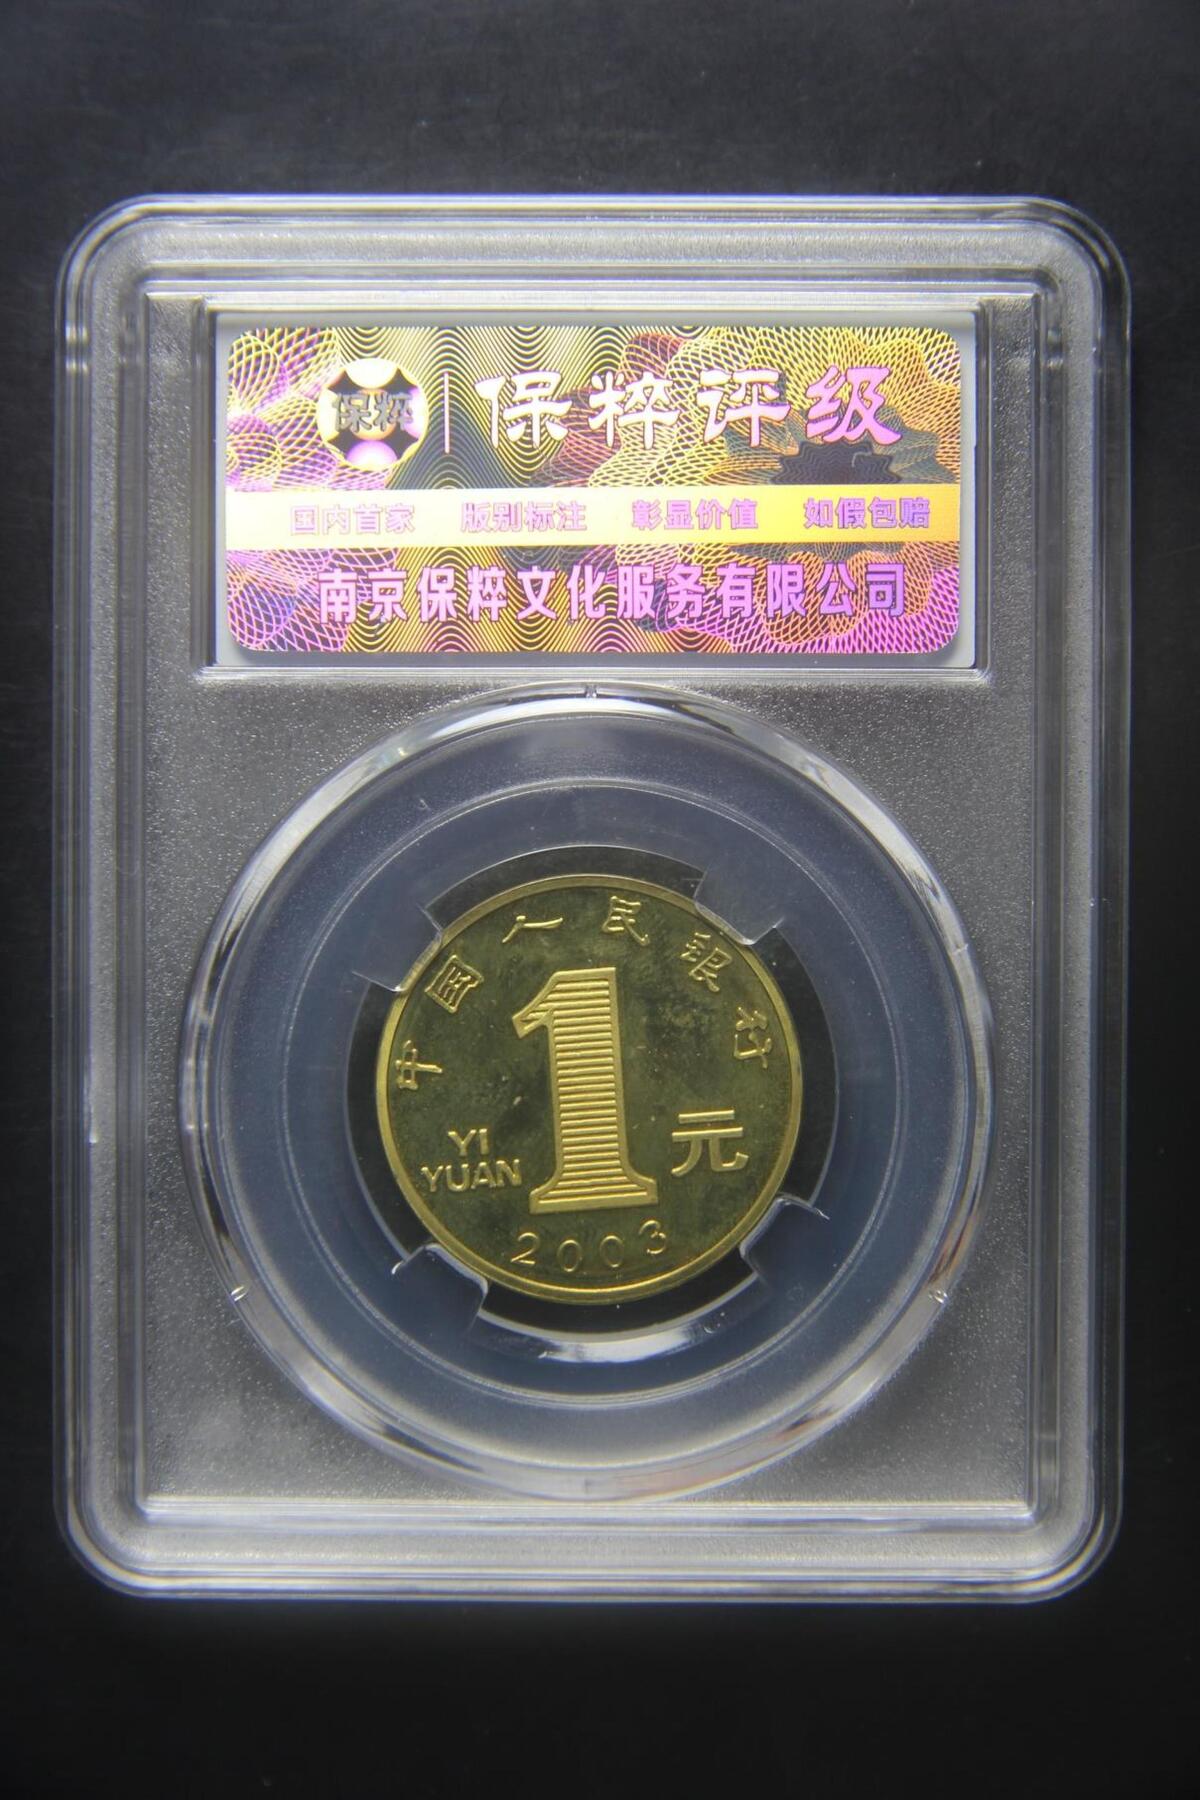 保粹 保粹评级
国内首家 版别标注 彰显价值 如假包赔
南京保粹文化服务有限公司
中国人民银行
1
YI
YUAN
元
2003